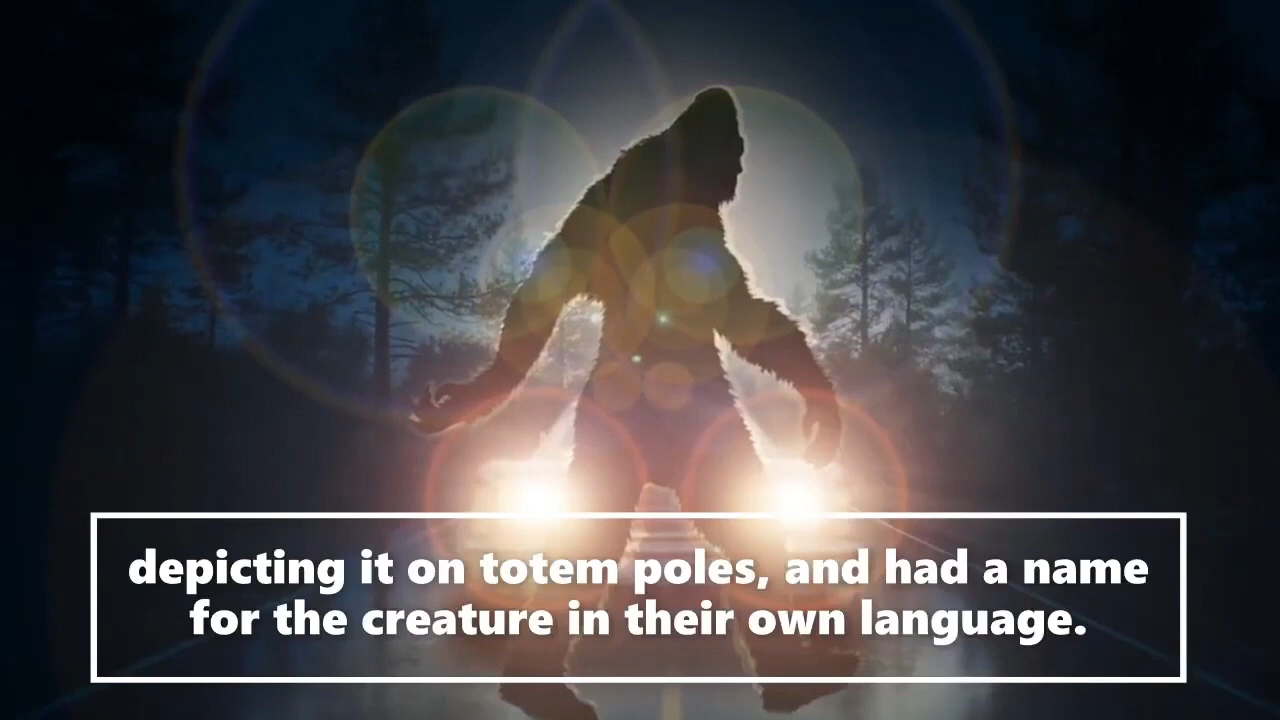 depicting it on totem poles, and had a name
for the creature in their own language.